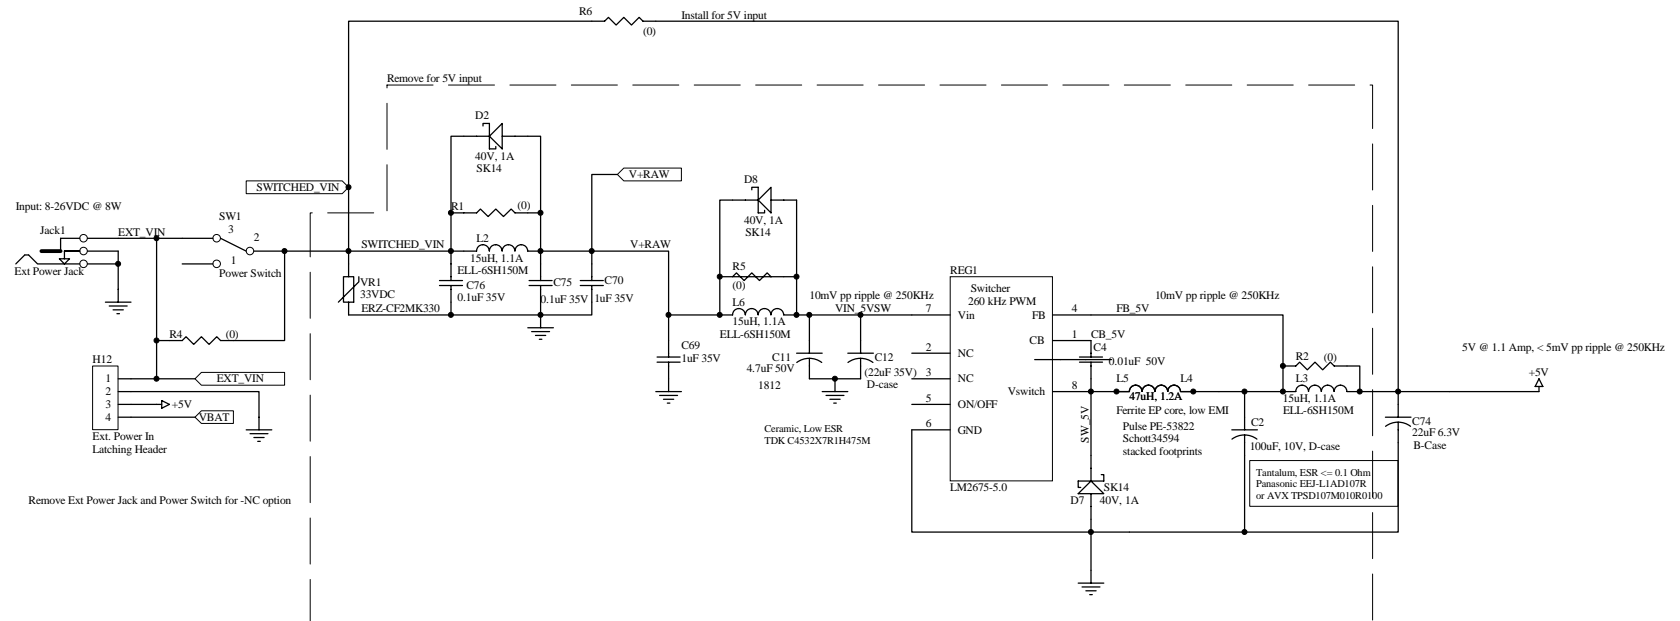 R6
Install for 5V input
(0)
Remove for 5V input
D2
40V, 1A
SK14
SWITCHED_VIN
V+RAW
D8
40V, 1A
SK14
Input: 8-26VDC @ 8W
R1
(0)
SW1
3
2
1
Power Switch
Jack1
EXT_VIN
Ext Power Jack
SWITCHED_VIN
L2
15uH, 1.1A
ELL-6SH150M
V+RAW
C76
0.1uF 35V
C75
0.1uF 35V
C70
1uF 35V
VR1
33VDC
ERZ-CF2MK330
R5
(0)
L6
15uH, 1.1A
ELL-6SH150M
10mV pp ripple @ 250KHz
VIN_5VSW
REG1
Switcher
260 kHz PWM
7
Vin
FB
4
CB
1
2
NC
3
NC
Vswitch
8
5
ON/OFF
6
GND
LM2675-5.0
10mV pp ripple @ 250KHz
FB_5V
CB_5V
C4
0.01uF 50V
R4
(0)
H12
1
2
3
4
EXT_VIN
+5V
VBAT
Ext. Power In
Latching Header
C69
1uF 35V
C11
4.7uF 50V
1812
C12
(22uF 35V)
D-case
Ceramic, Low ESR
TDK C4532X7R1H475M
L5
L4
47uH, 1.2A
Ferrite EP core, low EMI
Pulse PE-53822
Schott34594
stacked footprints
SW_5V
SK14
D7
40V, 1A
R2
(0)
L3
15uH, 1.1A
ELL-6SH150M
5V @ 1.1 Amp, < 5mV pp ripple @ 250KHz
+5V
C2
100uF, 10V, D-case
C74
22uF 6.3V
B-Case
Tantalum, ESR <= 0.1 Ohm
Panasonic EEJ-L1AD107R
or AVX TPSD107M010R0100
Remove Ext Power Jack and Power Switch for -NC option